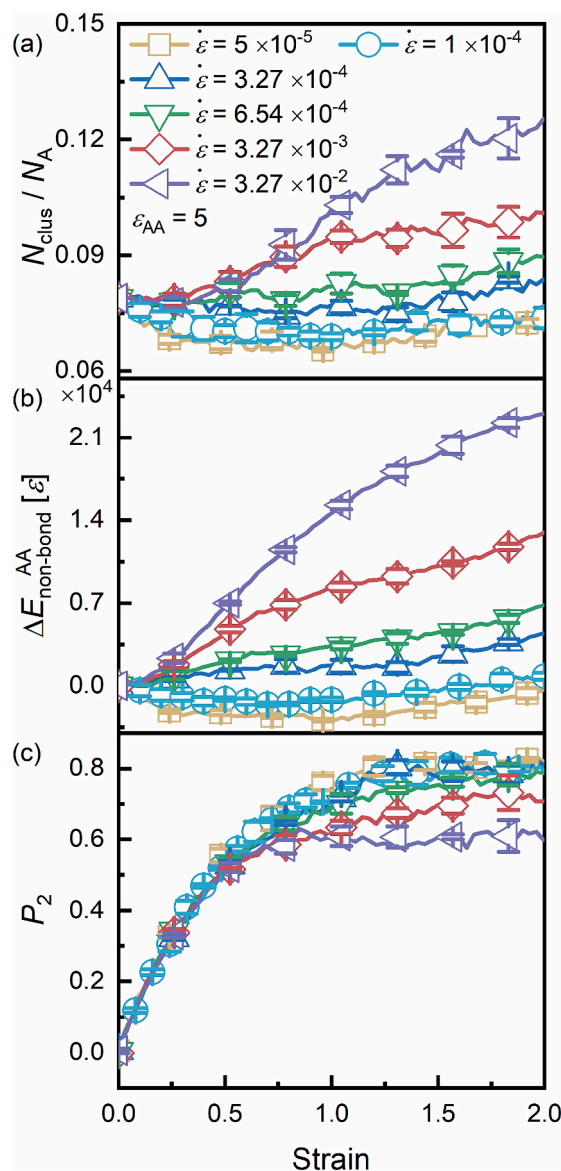 (a)
0.15
ε̇ = 5 ×10⁻⁵ ε̇ = 1 ×10⁻⁴
ε̇ = 3.27 ×10⁻⁴
ε̇ = 6.54 ×10⁻⁴
ε̇ = 3.27 ×10⁻³
ε̇ = 3.27 ×10⁻²
ε_AA = 5
0.12
0.09
0.06
N_clus / N_A
(b)
×10⁴
2.1
1.4
0.7
0.0
ΔE^AA_non-bond [ε]
(c)
0.8
0.6
0.4
0.2
0.0
P₂
0.0 0.5 1.0 1.5 2.0
Strain